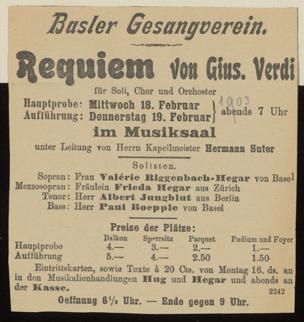 Basler Gesangverein.
Requiem von Gius. Verdi
für Soli, Chor und Orchester
Hauptprobe: Mittwoch 18. Februar
Aufführung: Donnerstag 19. Februar } abends 7 Uhr
1903
im Musiksaal
unter Leitung von Herrn Kapellmeister Hermann Suter
Solisten.
Sopran: Frau Valérie Riggenbach-Hegar von Basel
Mezzosopran: Fräulein Frieda Hegar aus Zürich
Tenor: Herr Albert Jungblut aus Berlin
Bass: Herr Paul Boepple von Basel
Preise der Plätze:
Balkon Sperrsitz Parquet Podium und Foyer
Hauptprobe 4.— 3.— 2.— 1.—
Aufführung 5.— 4.— 2.50 1.50
Eintrittskarten, sowie Texte à 20 Cts. von Montag 16. ds. an
in den Musikalienhandlungen Hug und Hegar und abends an
der Kasse. 2242
Oeffnung 6½ Uhr. — Ende gegen 9 Uhr.